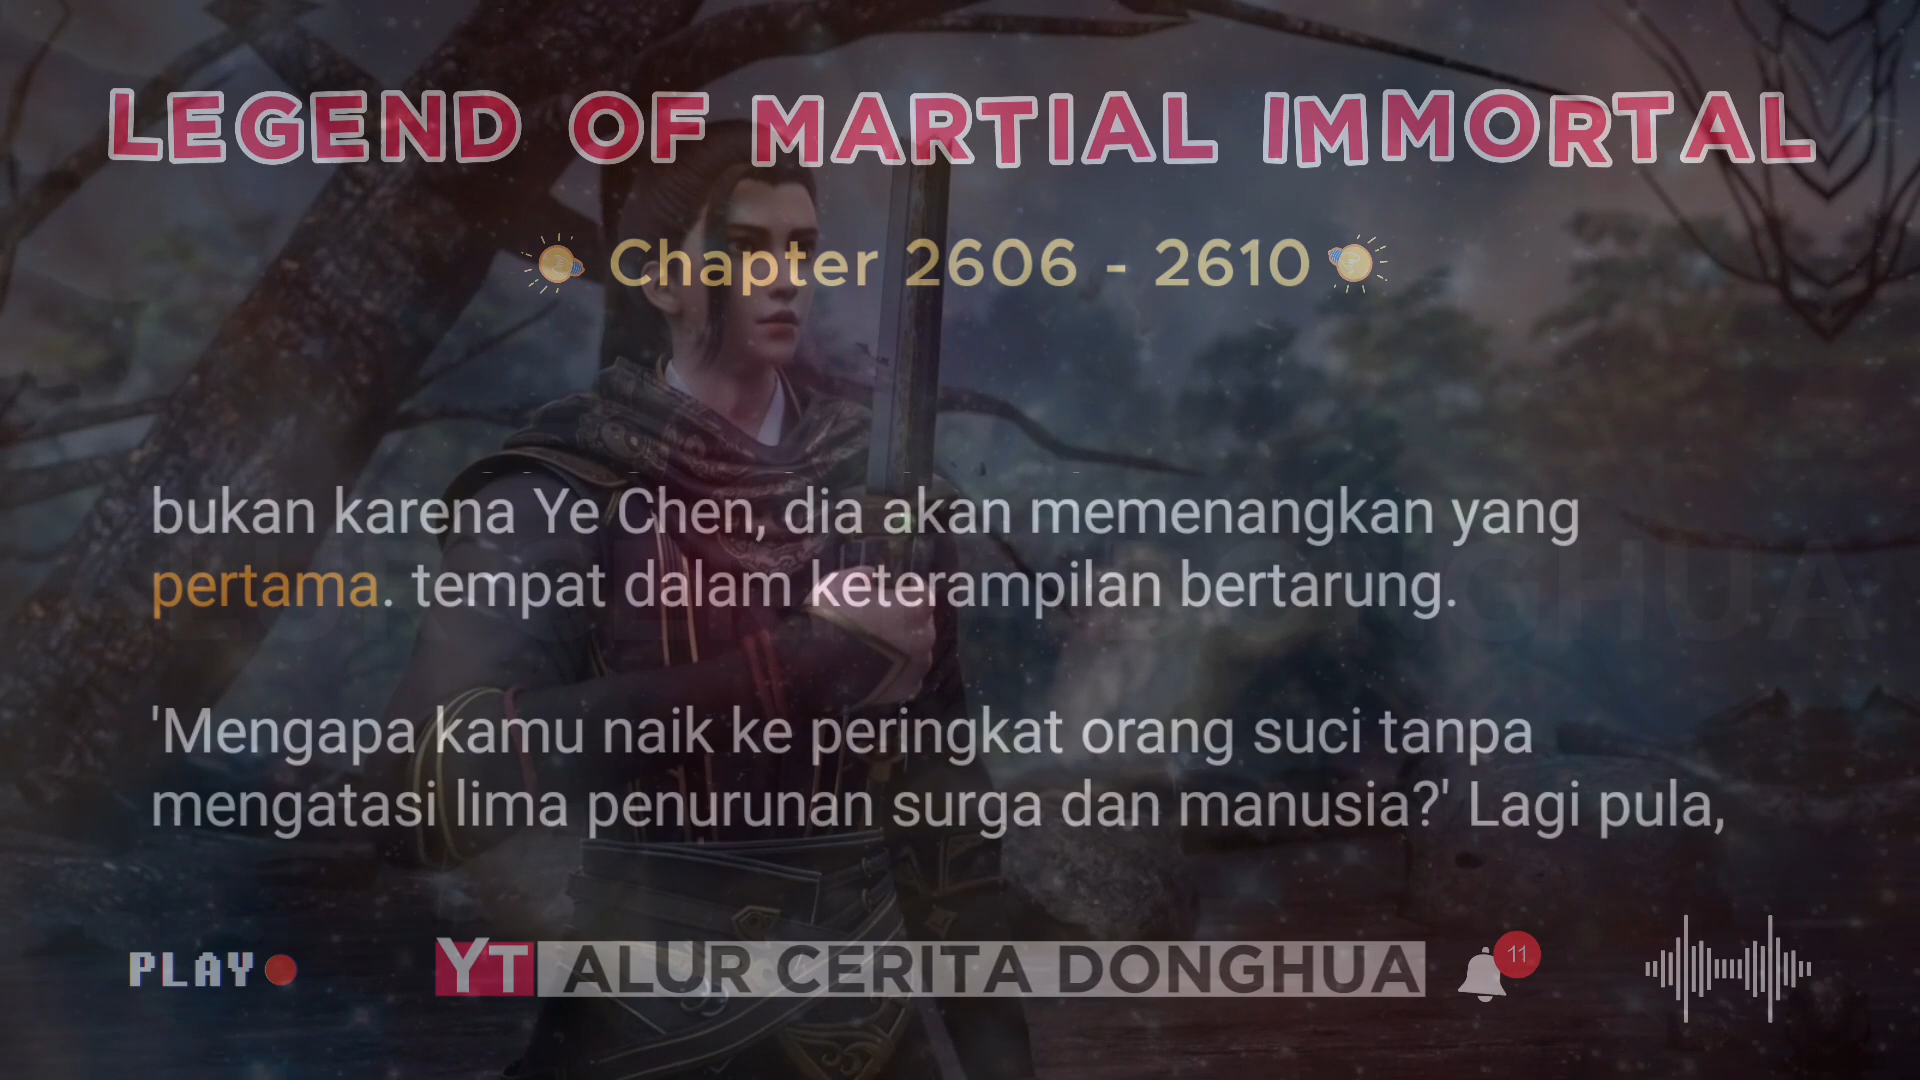 LEGEND OF MARTIAL IMMORTAL
Chapter 2606 - 2610
bukan karena Ye Chen, dia akan memenangkan yang
pertama. tempat dalam keterampilan bertarung.
'Mengapa kamu naik ke peringkat orang suci tanpa
mengatasi lima penurunan surga dan manusia?' Lagi pula,
PLAY
YT ALUR CERITA DONGHUA
11